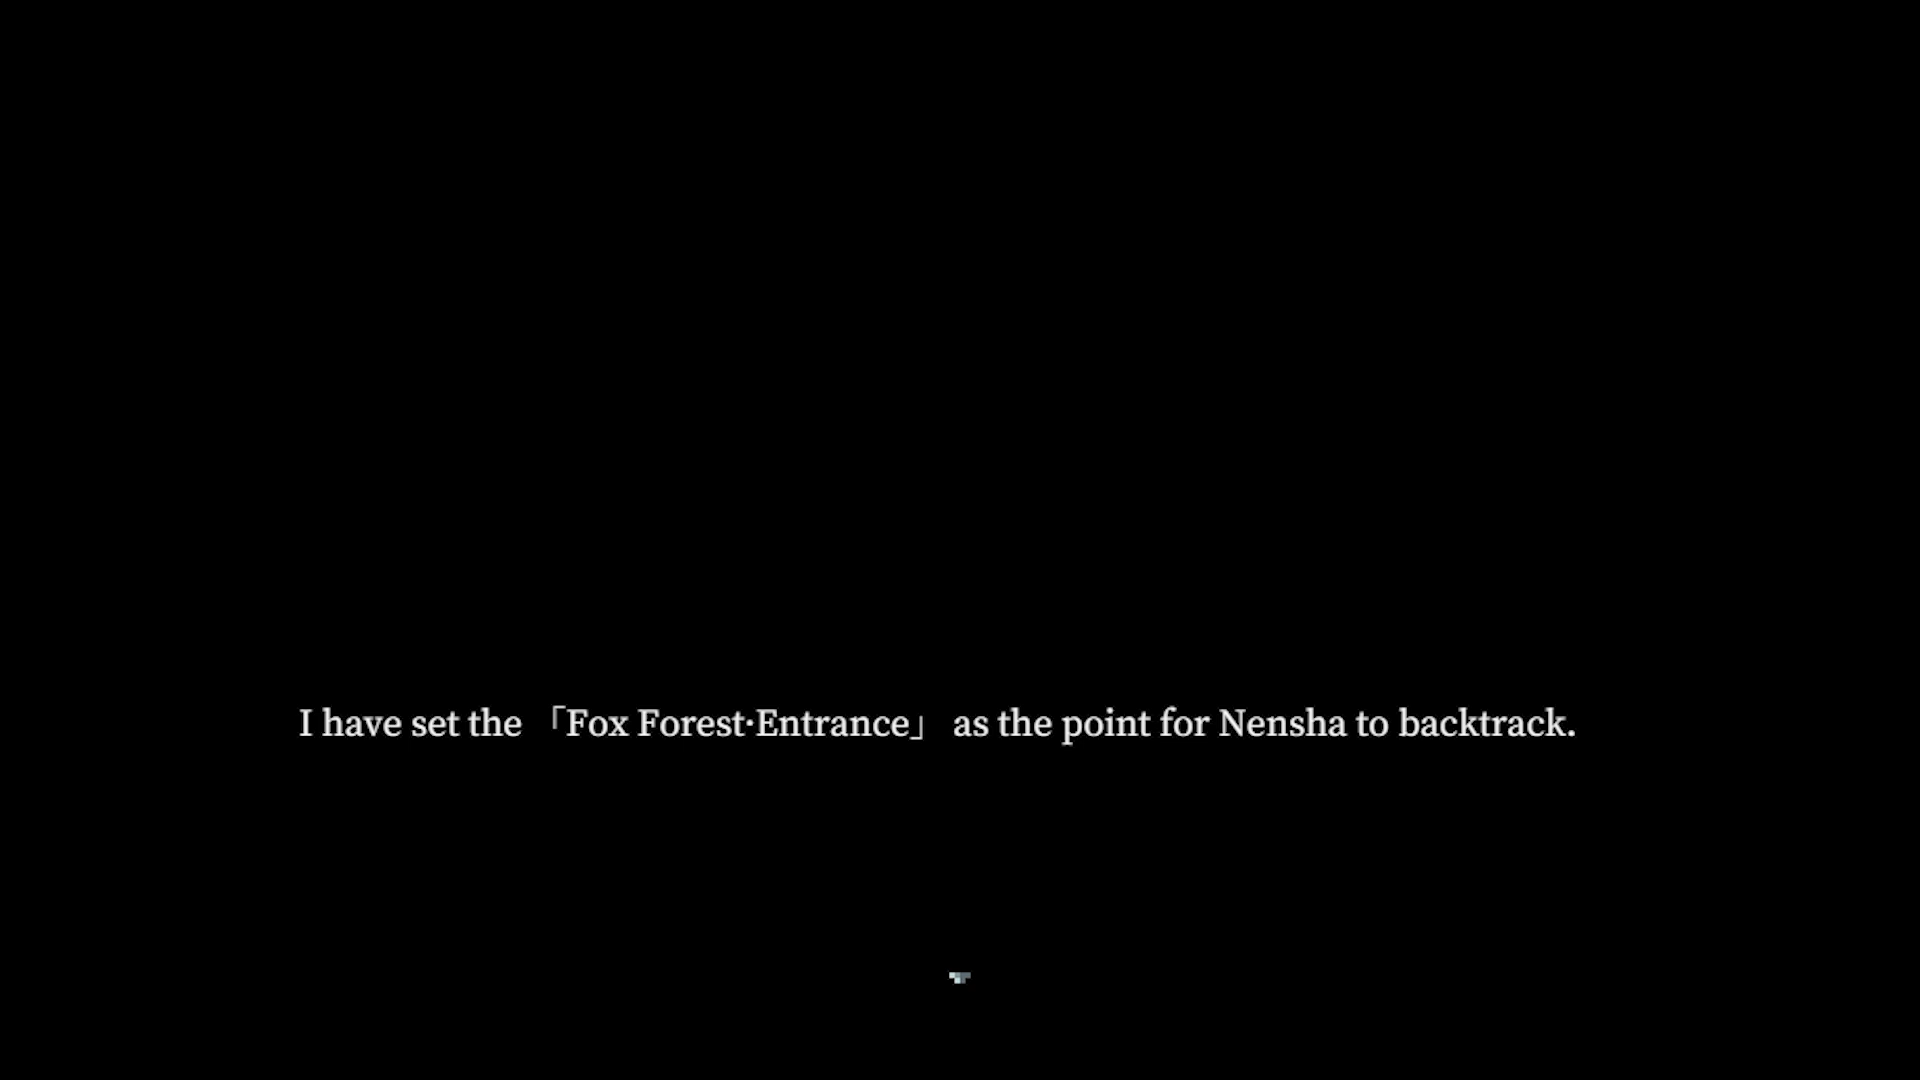 I have set the 「Fox Forest·Entrance」 as the point for Nensha to backtrack.